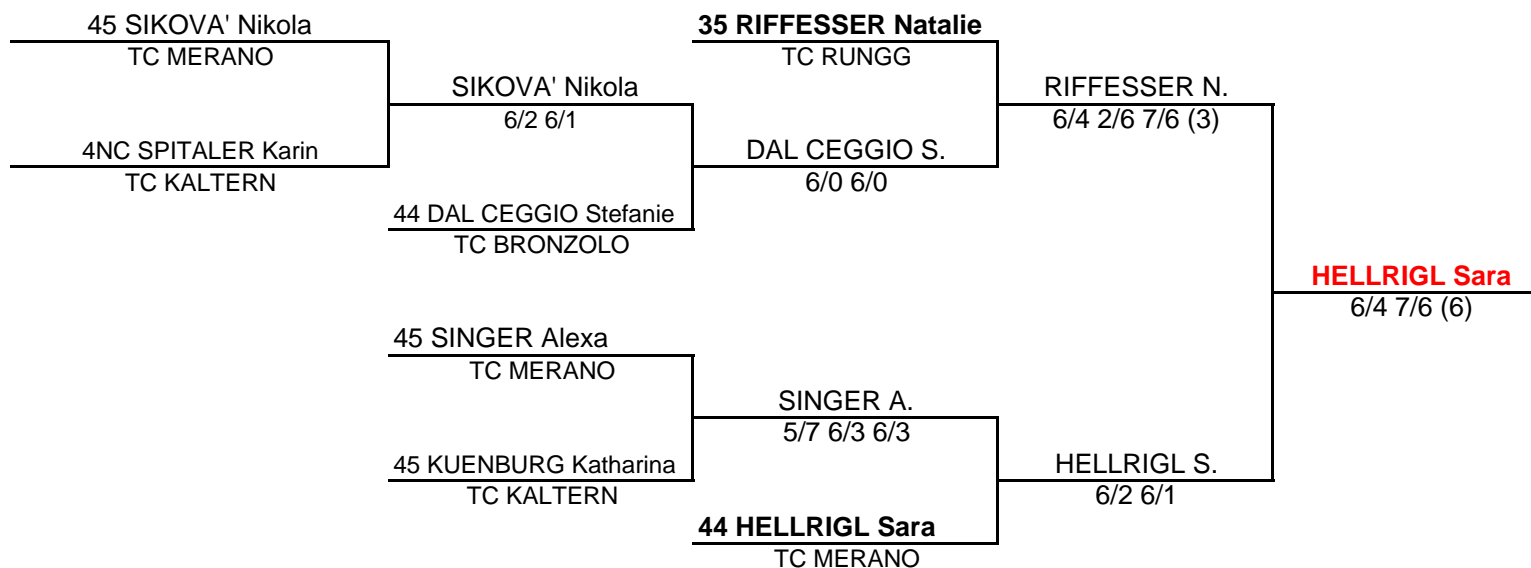 45 SIKOVA' Nikola
TC MERANO
4NC SPITALER Karin
TC KALTERN
SIKOVA' Nikola
6/2 6/1
44 DAL CEGGIO Stefanie
TC BRONZOLO
35 RIFFESSER Natalie
TC RUNGG
DAL CEGGIO S.
6/0 6/0
RIFFESSER N.
6/4 2/6 7/6 (3)
45 SINGER Alexa
TC MERANO
45 KUENBURG Katharina
TC KALTERN
SINGER A.
5/7 6/3 6/3
44 HELLRIGL Sara
TC MERANO
HELLRIGL S.
6/2 6/1
HELLRIGL Sara
6/4 7/6 (6)